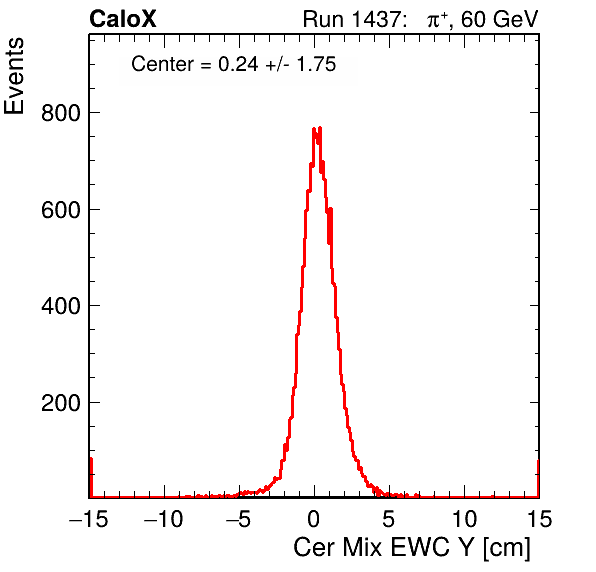 CaloX Run 1437: π+, 60 GeV
Events
Center = 0.24 +/- 1.75
800
600
400
200
−15 −10 −5 0 5 10 15
Cer Mix EWC Y [cm]